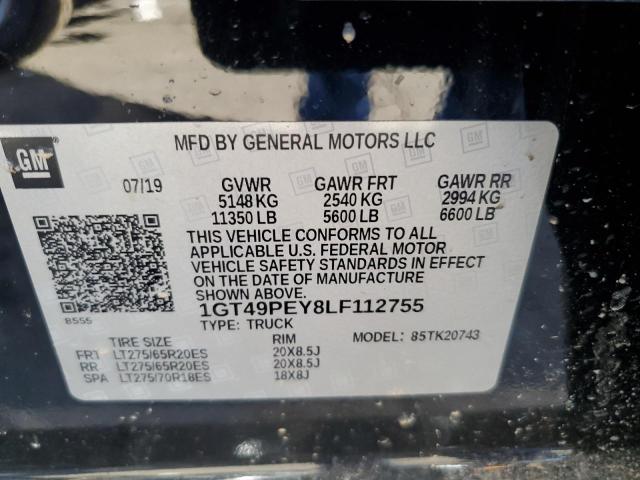 GM
MFD BY GENERAL MOTORS LLC
07/19 GVWR GAWR FRT GAWR RR
5148 KG 2540 KG 2994 KG
11350 LB 5600 LB 6600 LB
THIS VEHICLE CONFORMS TO ALL
APPLICABLE U.S. FEDERAL MOTOR
VEHICLE SAFETY STANDARDS IN EFFECT
ON THE DATE OF MANUFACTURE
SHOWN ABOVE.
1GT49PEY8LF112755
8555
TYPE: TRUCK
MODEL: 85TK20743
TIRE SIZE RIM
FRT LT275/65R20ES 20X8.5J
RR LT275/65R20ES 20X8.5J
SPA LT275/70R18ES 18X8J